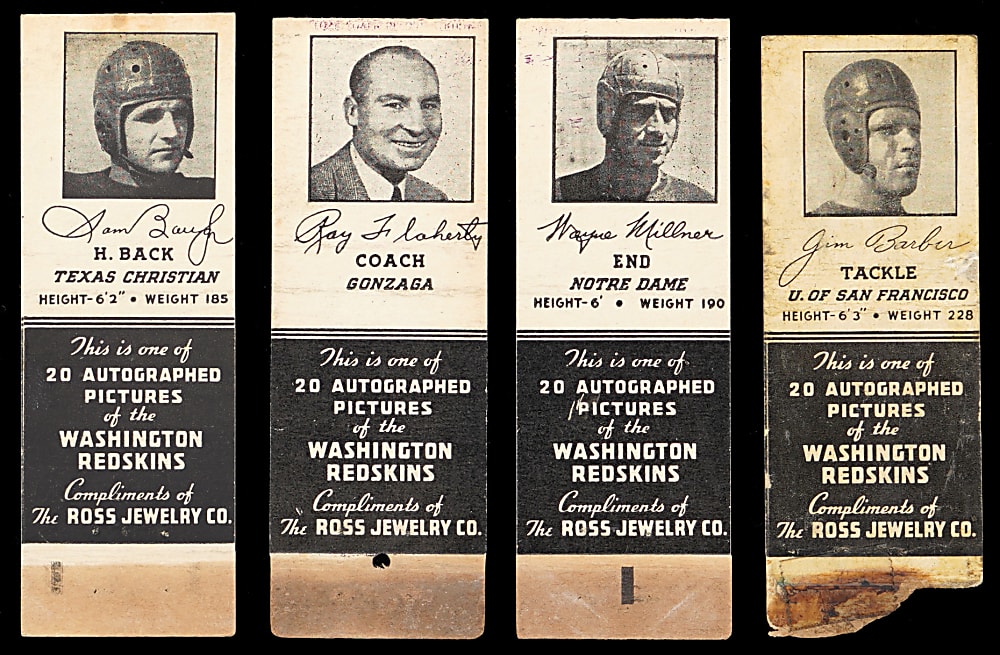 Sam Baugh
H. BACK
TEXAS CHRISTIAN
HEIGHT-6'2" • WEIGHT 185
This is one of
20 AUTOGRAPHED
PICTURES
of the
WASHINGTON
REDSKINS
Compliments of
The ROSS JEWELRY CO.
Ray Flaherty
COACH
GONZAGA
This is one of
20 AUTOGRAPHED
PICTURES
of the
WASHINGTON
REDSKINS
Compliments of
The ROSS JEWELRY CO.
Wayne Millner
END
NOTRE DAME
HEIGHT-6' • WEIGHT 190
This is one of
20 AUTOGRAPHED
PICTURES
of the
WASHINGTON
REDSKINS
Compliments of
The ROSS JEWELRY CO.
Jim Barber
TACKLE
U. OF SAN FRANCISCO
HEIGHT-6'3" • WEIGHT 228
This is one of
20 AUTOGRAPHED
PICTURES
of the
WASHINGTON
REDSKINS
Compliments of
The ROSS JEWELRY CO.